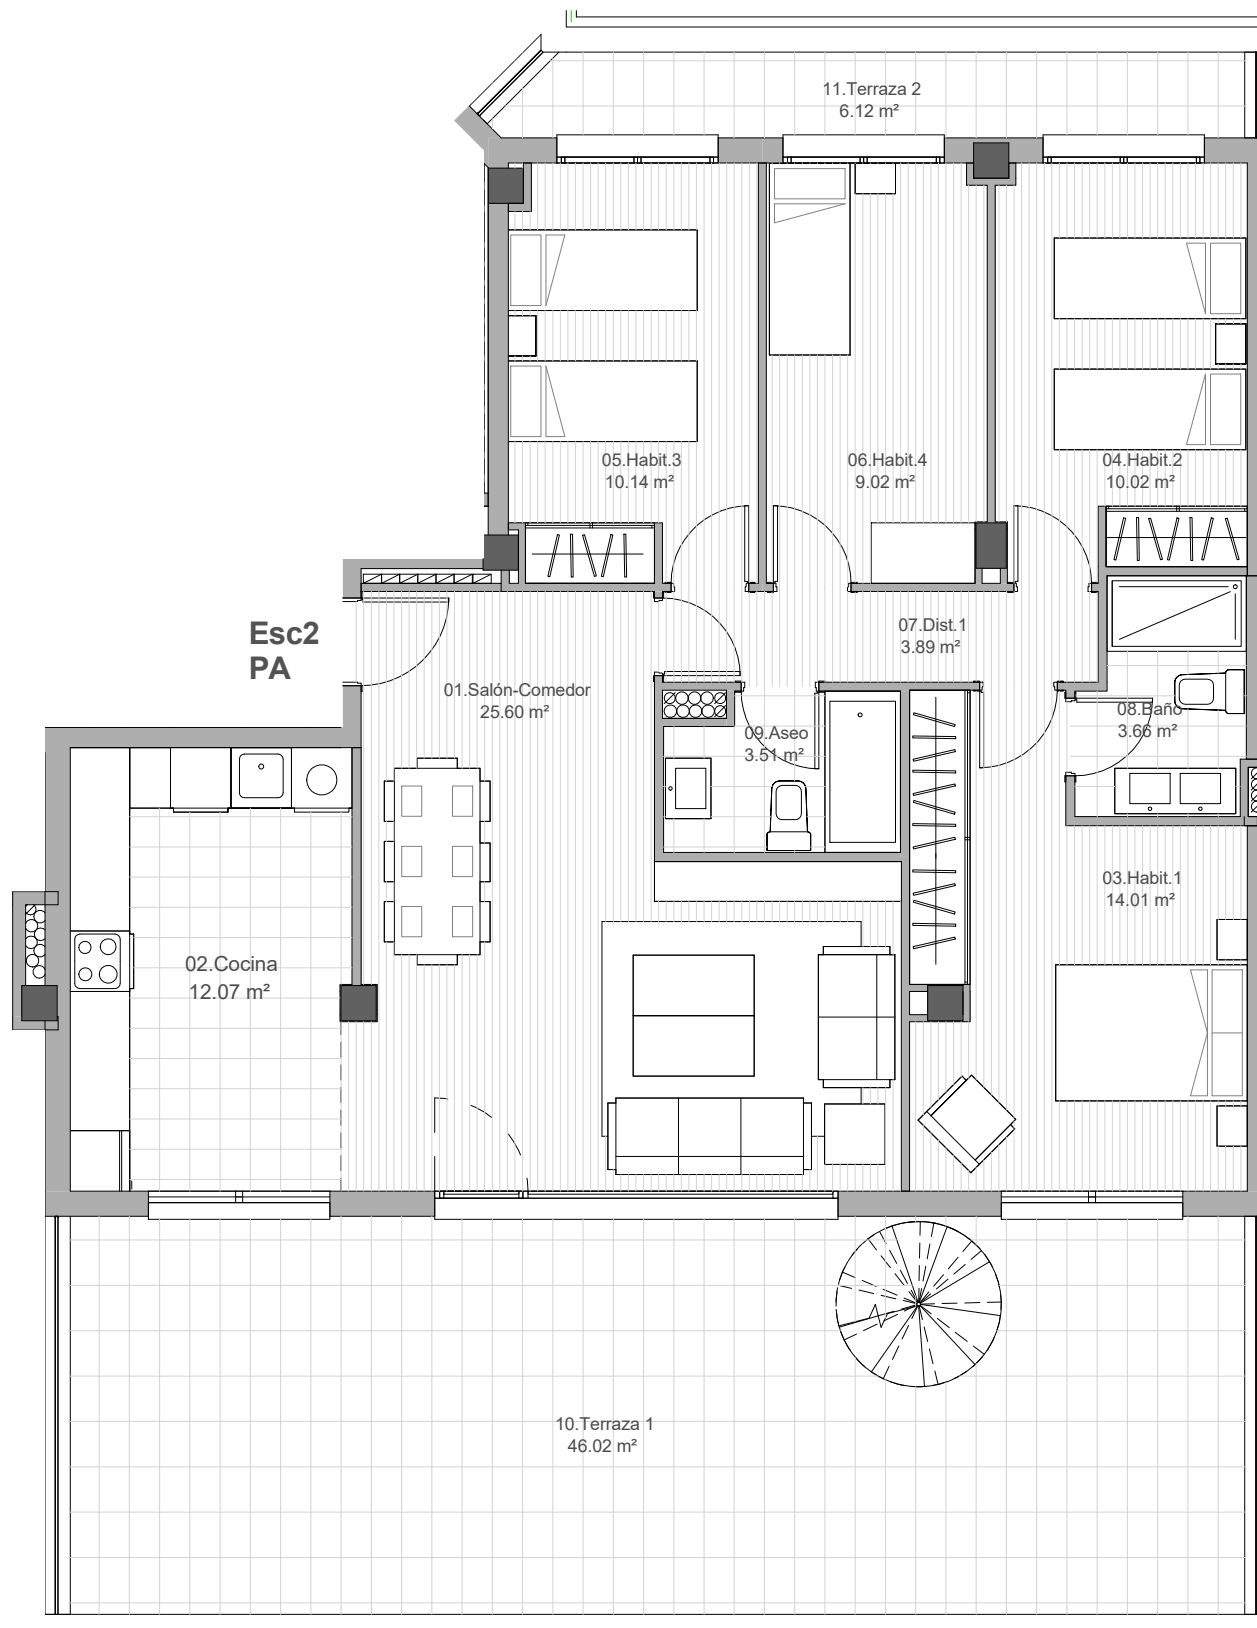 11.Terraza 2
6.12 m²
05.Habit.3
10.14 m²
06.Habit.4
9.02 m²
04.Habit.2
10.02 m²
Esc2
PA
07.Dist.1
3.89 m²
01.Salón-Comedor
25.60 m²
08.Baño
3.66 m²
09.Aseo
3.51 m²
03.Habit.1
14.01 m²
02.Cocina
12.07 m²
10.Terraza 1
46.02 m²